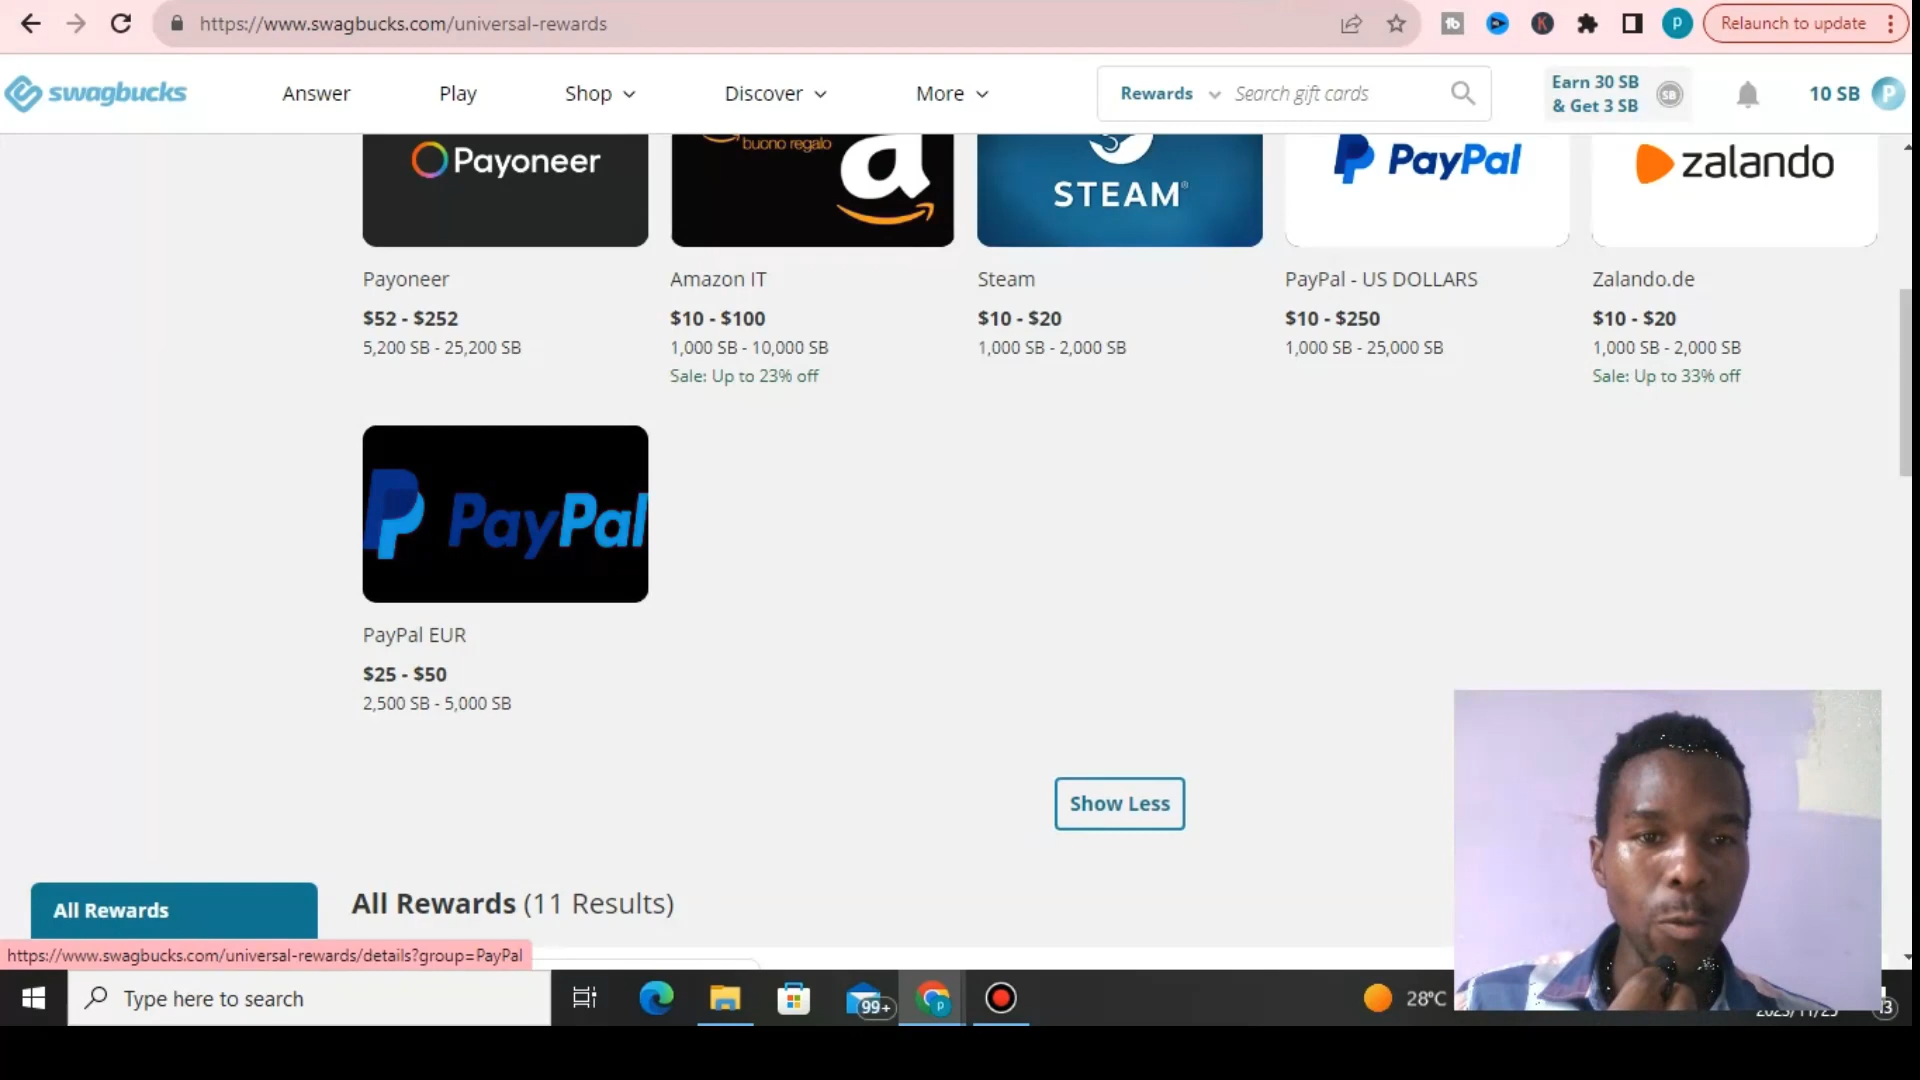 https://www.swagbucks.com/universal-rewards
Relaunch to update
swagbucks
Answer
Play
Shop
Discover
More
Rewards
Search gift cards
Earn 30 SB
& Get 3 SB
SB
10 SB
P
Payoneer
buono regalo
a
STEAM
PayPal
zalando
Payoneer
Amazon IT
Steam
PayPal - US DOLLARS
Zalando.de
$52 - $252
$10 - $100
$10 - $20
$10 - $250
$10 - $20
5,200 SB - 25,200 SB
1,000 SB - 10,000 SB
1,000 SB - 2,000 SB
1,000 SB - 25,000 SB
1,000 SB - 2,000 SB
Sale: Up to 23% off
Sale: Up to 33% off
PayPal
PayPal EUR
$25 - $50
2,500 SB - 5,000 SB
Show Less
All Rewards
All Rewards (11 Results)
https://www.swagbucks.com/universal-rewards/details?group=PayPal
Type here to search
99+
28°C